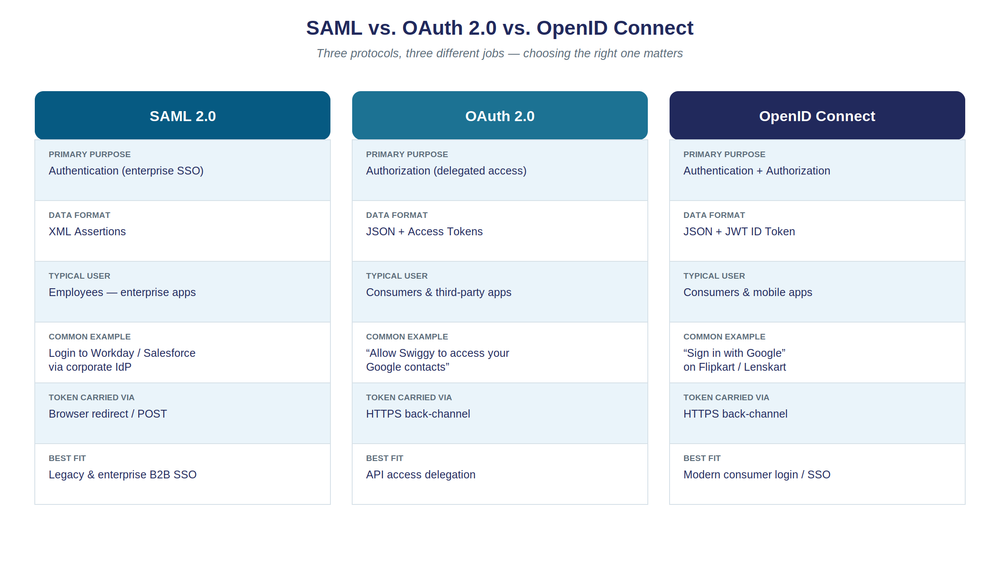 SAML vs. OAuth 2.0 vs. OpenID Connect
Three protocols, three different jobs — choosing the right one matters
SAML 2.0
PRIMARY PURPOSE
Authentication (enterprise SSO)
DATA FORMAT
XML Assertions
TYPICAL USER
Employees — enterprise apps
COMMON EXAMPLE
Login to Workday / Salesforce
via corporate IdP
TOKEN CARRIED VIA
Browser redirect / POST
BEST FIT
Legacy & enterprise B2B SSO
OAuth 2.0
PRIMARY PURPOSE
Authorization (delegated access)
DATA FORMAT
JSON + Access Tokens
TYPICAL USER
Consumers & third-party apps
COMMON EXAMPLE
“Allow Swiggy to access your
Google contacts”
TOKEN CARRIED VIA
HTTPS back-channel
BEST FIT
API access delegation
OpenID Connect
PRIMARY PURPOSE
Authentication + Authorization
DATA FORMAT
JSON + JWT ID Token
TYPICAL USER
Consumers & mobile apps
COMMON EXAMPLE
“Sign in with Google”
on Flipkart / Lenskart
TOKEN CARRIED VIA
HTTPS back-channel
BEST FIT
Modern consumer login / SSO